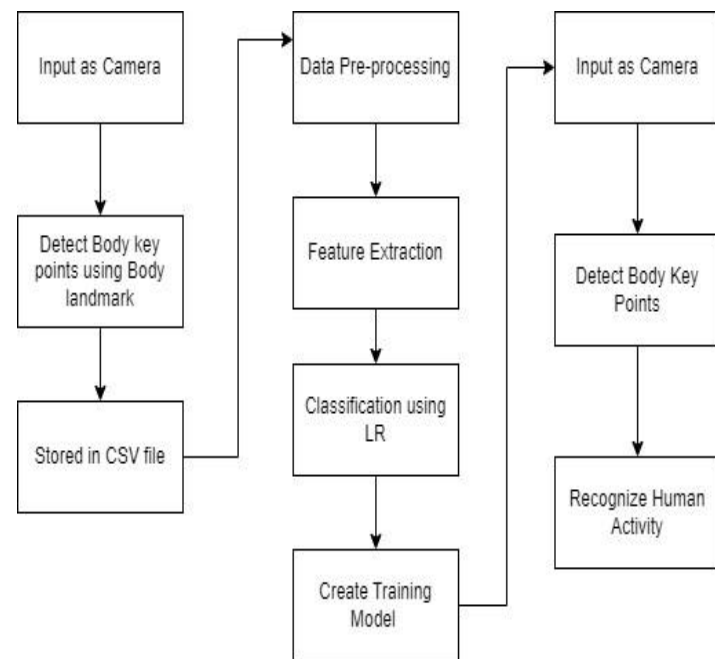 Input as Camera
Detect Body key
points using Body
landmark
Stored in CSV file
Data Pre-processing
Feature Extraction
Classification using
LR
Create Training
Model
Input as Camera
Detect Body Key
Points
Recognize Human
Activity